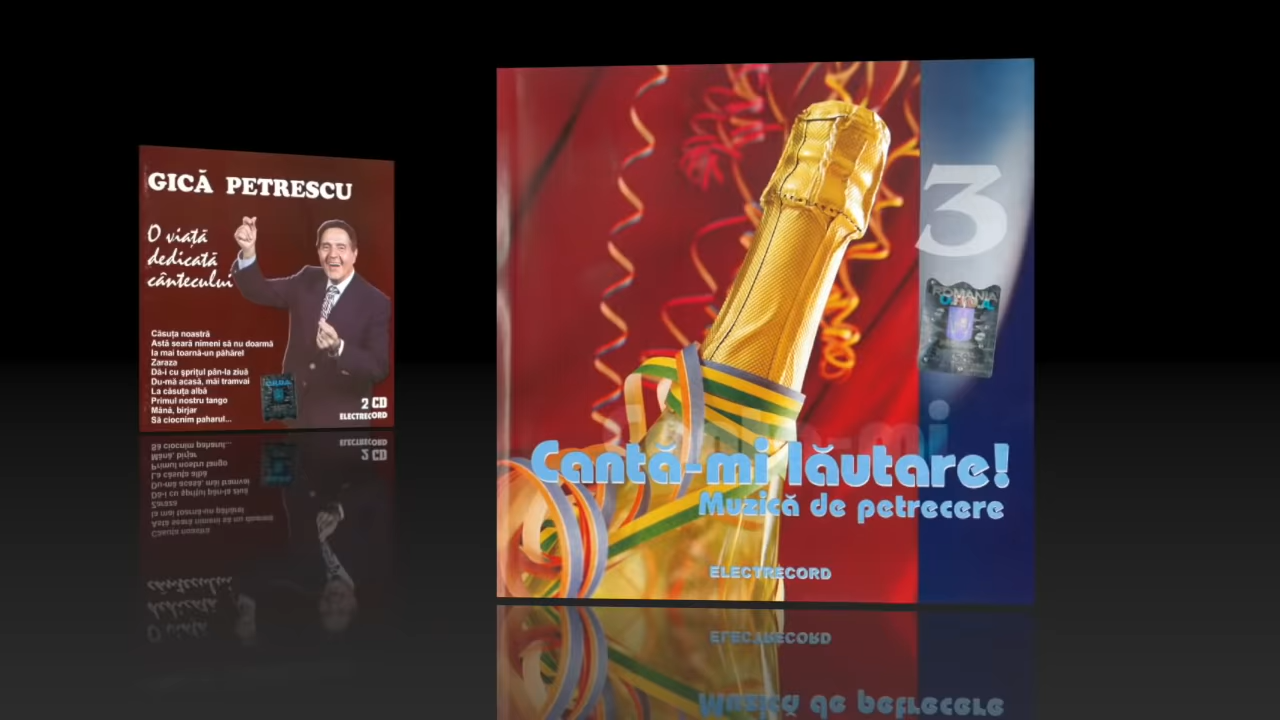 GICĂ PETRESCU
O viață
dedicată
cântecului
Căsuța noastră
Astă seară nimeni să nu doarmă
Ia mai toarnă-un păhărel
Zaraza
Dă-i cu șprițul pân-la ziuă
Du-mă acasă, măi tramvai
La căsuța albă
Primul nostru tango
Mână, birjar
Să ciocnim paharul...
2 CD
ELECTRECORD
3
ROMANIA
Cantă-mi lăutare!
Muzică de petrecere
ELECTRECORD